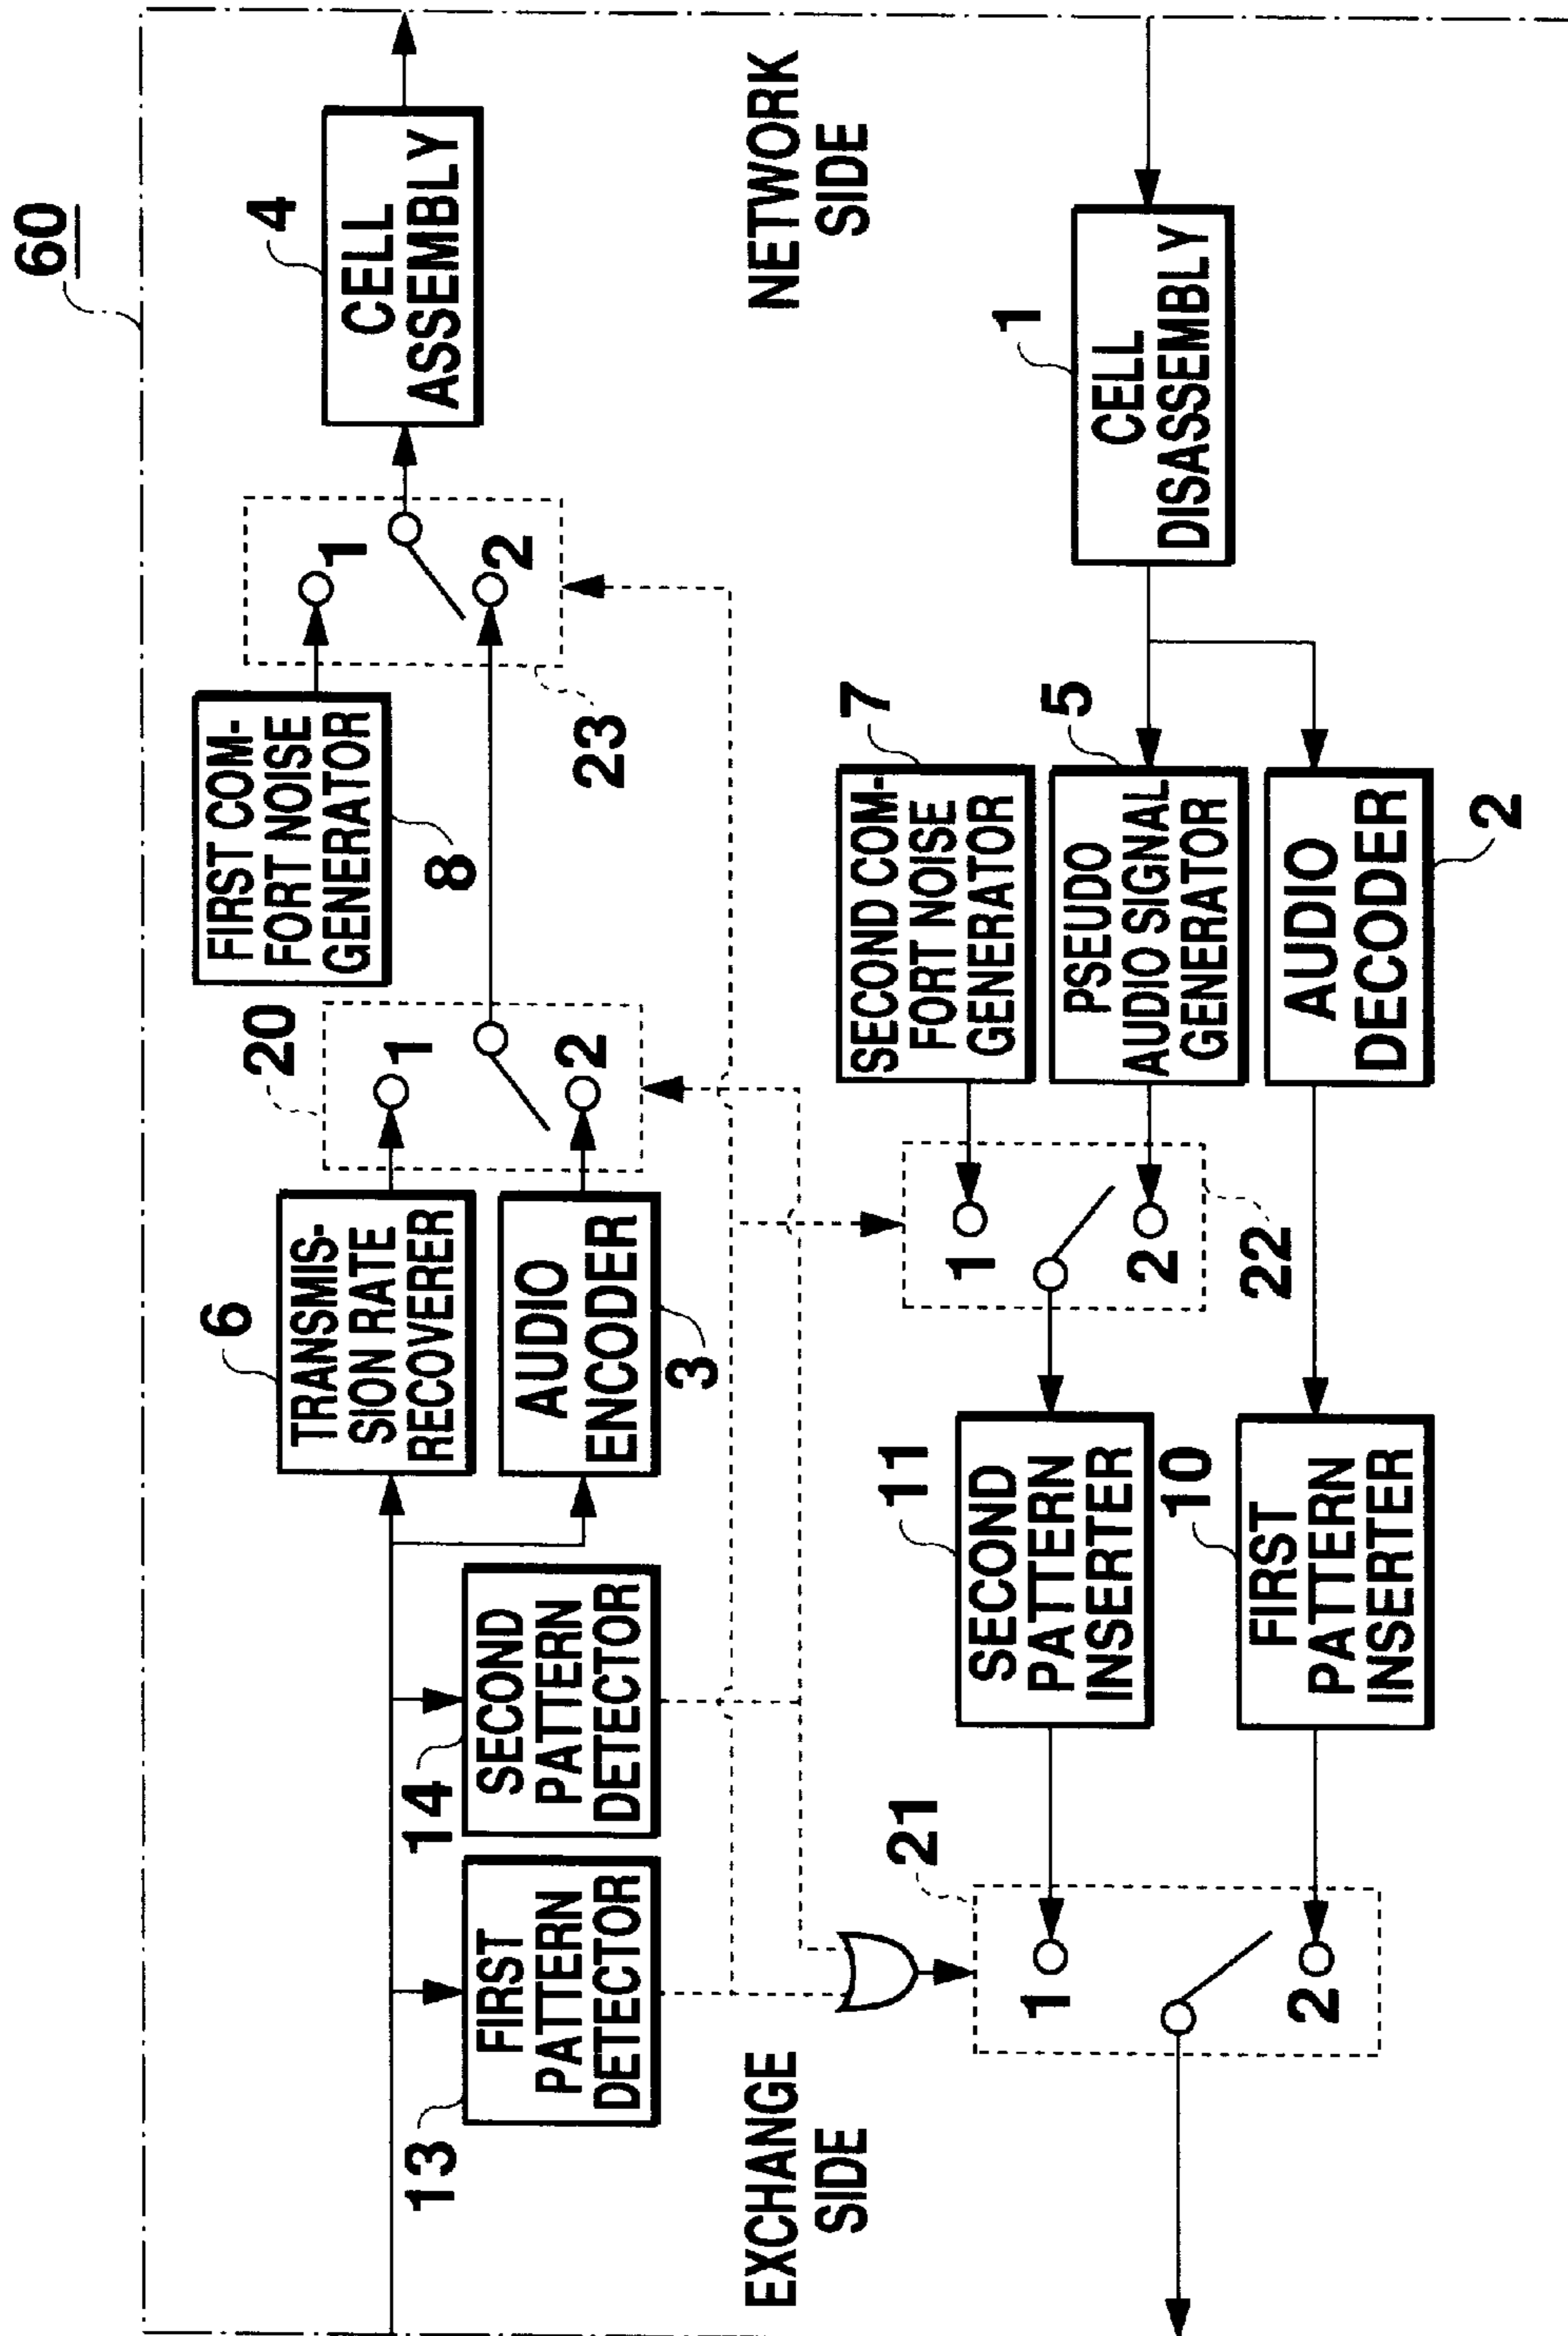 60
TRANSMIS-
SION RATE
RECOVERER
6
20
1
2
FIRST COM-
FORT NOISE
GENERATOR
8
1
2
23
CELL
ASSEMBLY
4
AUDIO
ENCODER
3
FIRST
PATTERN
DETECTOR
13
SECOND
PATTERN
DETECTOR
14
EXCHANGE
SIDE
NETWORK
SIDE
21
1
2
SECOND
PATTERN
INSERTER
11
FIRST
PATTERN
INSERTER
10
1
2
22
SECOND COM-
FORT NOISE
GENERATOR
7
PSEUDO
AUDIO SIGNAL
GENERATOR
5
AUDIO
DECODER
2
CELL
DISASSEMBLY
1